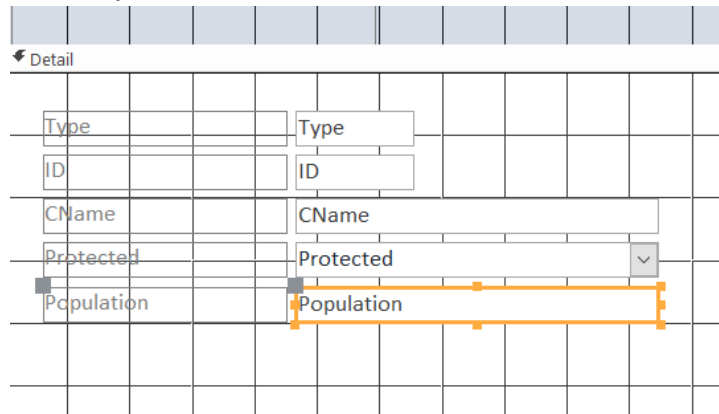 Detail
Type Type
ID ID
CName CName
Protected Protected
Population Population